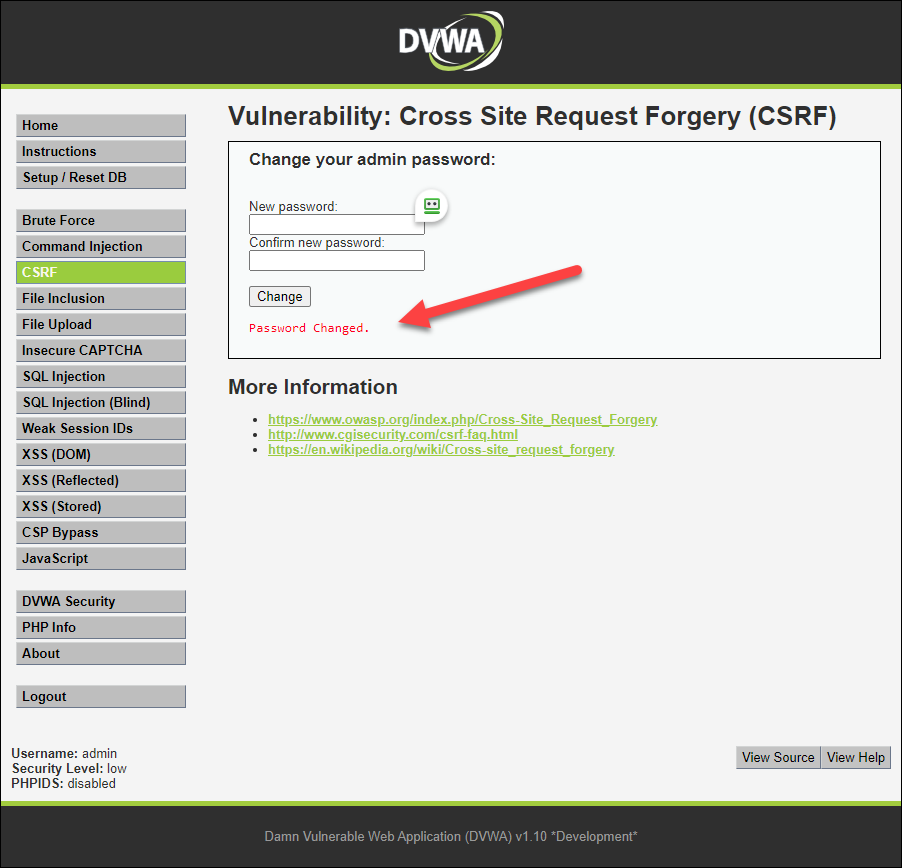 DVWA
Vulnerability: Cross Site Request Forgery (CSRF)
Home
Instructions
Setup / Reset DB
Brute Force
Command Injection
CSRF
File Inclusion
File Upload
Insecure CAPTCHA
SQL Injection
SQL Injection (Blind)
Weak Session IDs
XSS (DOM)
XSS (Reflected)
XSS (Stored)
CSP Bypass
JavaScript
DVWA Security
PHP Info
About
Logout
Change your admin password:
New password:
Confirm new password:
Change
Password Changed.
More Information
https://www.owasp.org/index.php/Cross-Site_Request_Forgery
http://www.cgisecurity.com/csrf-faq.html
https://en.wikipedia.org/wiki/Cross-site_request_forgery
Username: admin
Security Level: low
PHPIDS: disabled
View Source
View Help
Damn Vulnerable Web Application (DVWA) v1.10 *Development*